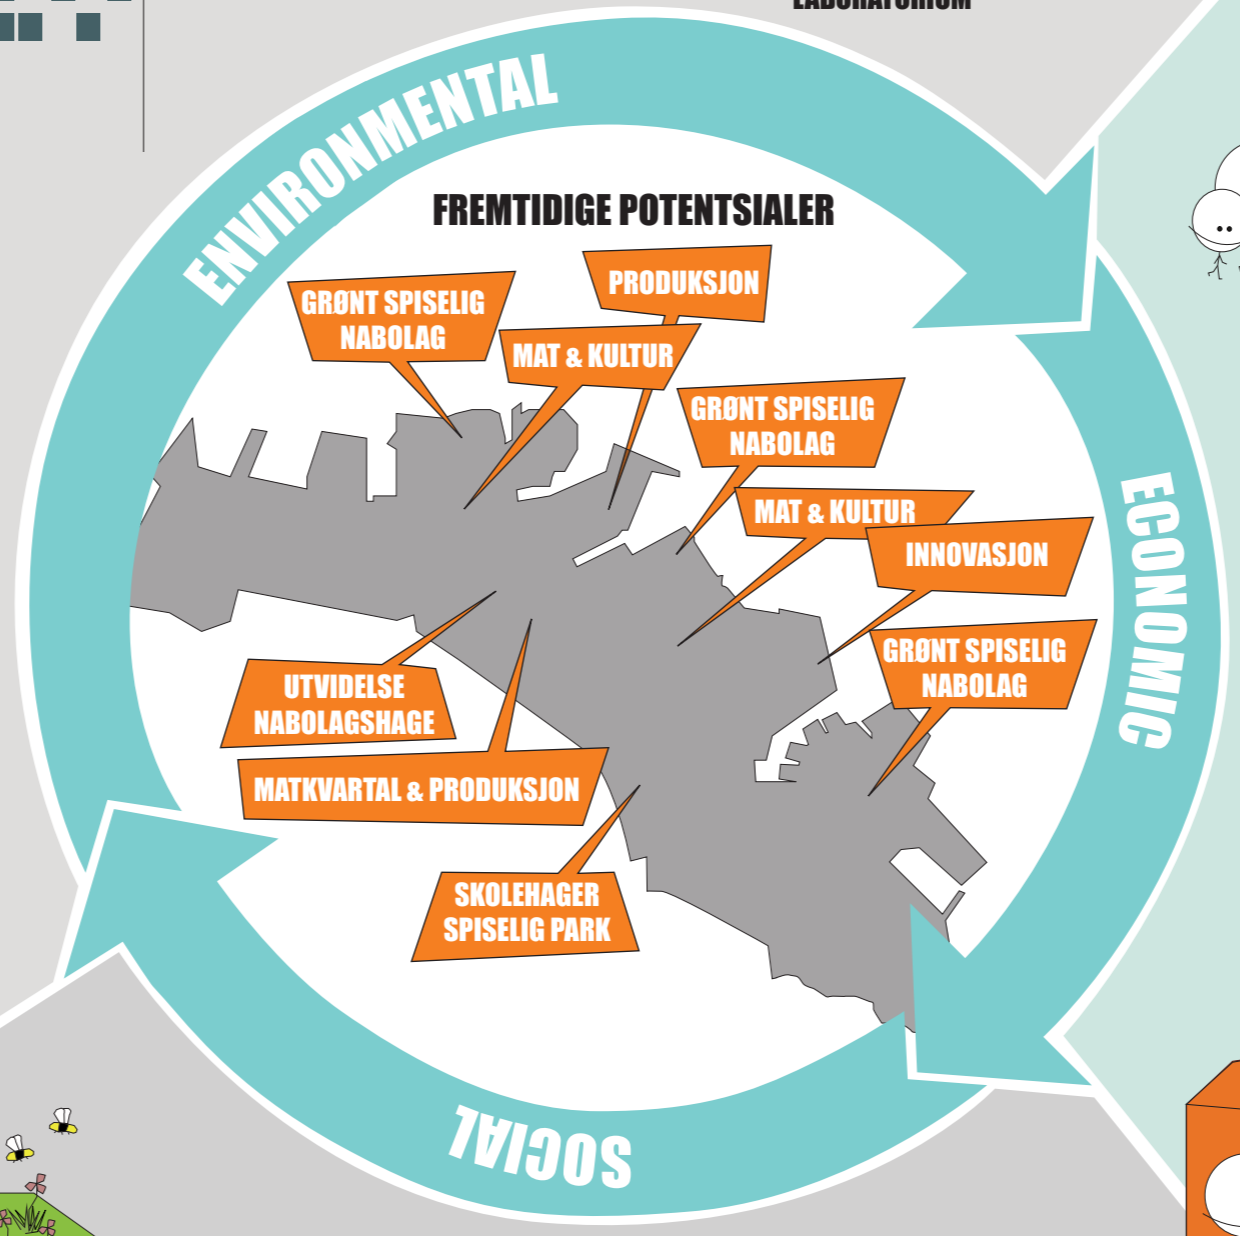 LABORATORIUM
ENVIRONMENTAL
FREMTIDIGE POTENTSIALER
PRODUKSJON
GRØNT SPISELIG
NABOLAG
MAT & KULTUR
GRØNT SPISELIG
NABOLAG
MAT & KULTUR
INNOVASJON
GRØNT SPISELIG
NABOLAG
ECONOMIC
UTVIDELSE
NABOLAGSHAGE
MATKVARTAL & PRODUKSJON
SKOLEHAGER
SPISELIG PARK
SOCIAL